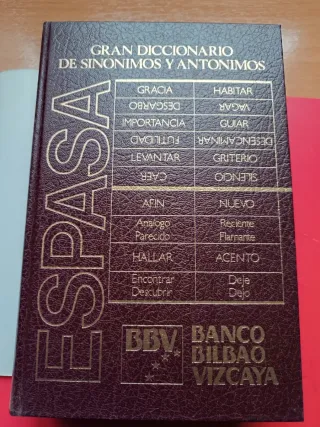 GRAN DICCIONARIO
DE SINONIMOS Y ANTONIMOS
ESPASA
GRACIA HABITAR
DESCARBO VAGAR
IMPORTANCIA GUIAR
FUTILIDAD DESENCAMINAR
LEVANTAR GRITERIO
CAER SILENCIO
AFIN NUEVO
Análogo Reciente
Parecido Flamante
HALLAR ACENTO
Encontrar Deje
Descubrir Dejo
BBV BANCO
BILBAO
VIZCAYA